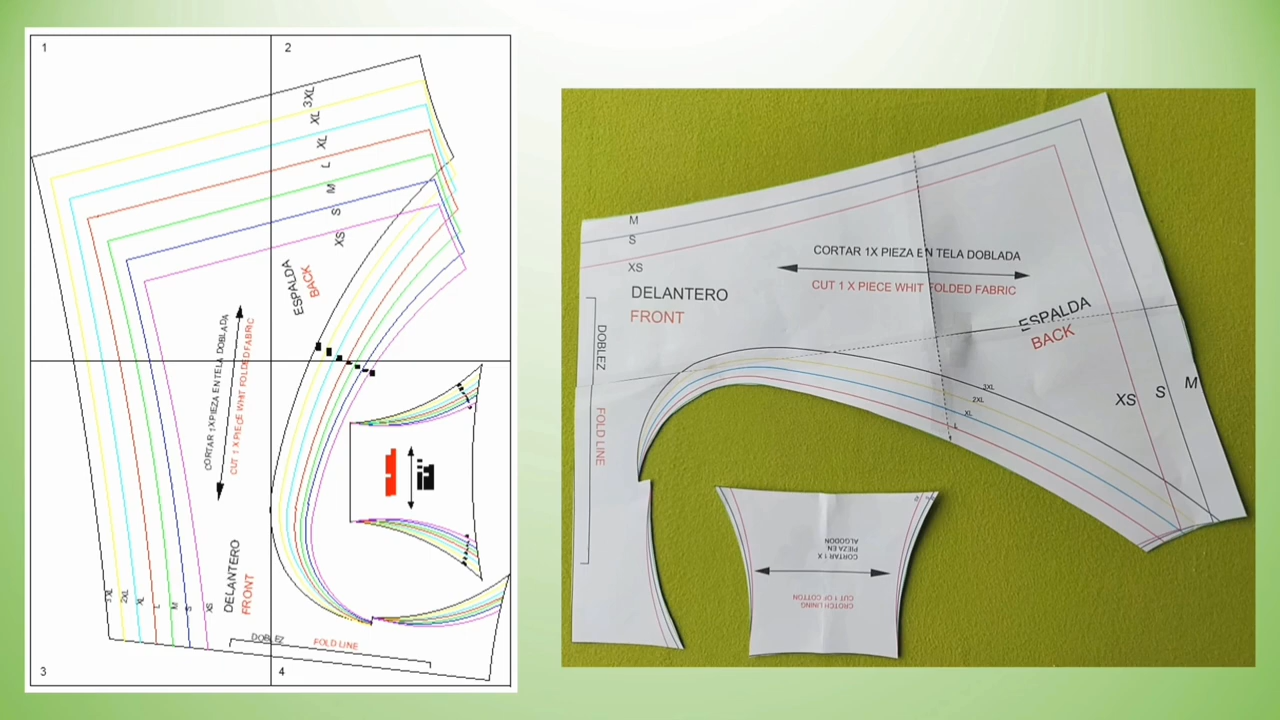 1
2
3XL
XL
XL
L
M
S
XS
ESPALDA
BACK
CORTAR 1X PIEZA EN TELA DOBLADA
CUT 1 X PIECE WHIT FOLDED FABRIC
DELANTERO
FRONT
3XL
2XL
XL
L
M
S
XS
DOBLEZ
FOLD LINE
3
4
M
S
XS
CORTAR 1X PIEZA EN TELA DOBLADA
CUT 1 X PIECE WHIT FOLDED FABRIC
DELANTERO
FRONT
ESPALDA
BACK
DOBLEZ
FOLD LINE
3XL
2XL
XL
L
XS
S
M
CORTAR 1 X
PIEZA EN:
ALGODON
CROTCH LINING
CUT 1 OF COTTON